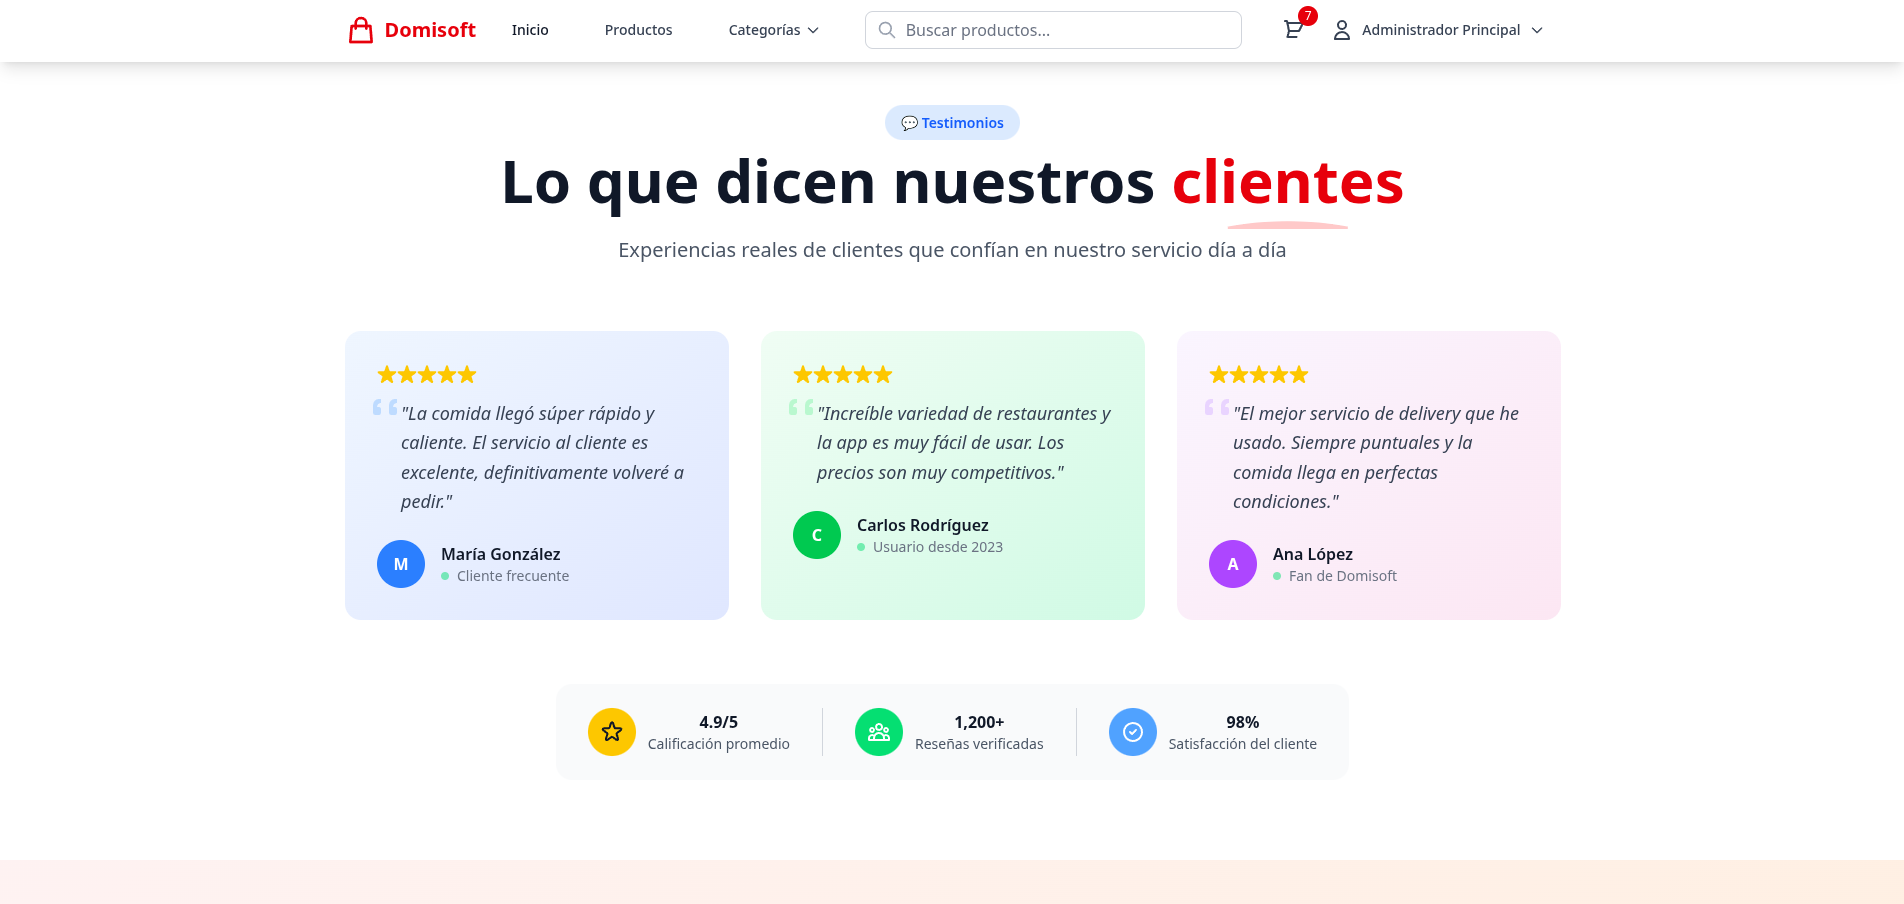 Domisoft
Inicio
Productos
Categorías
Buscar productos...
7
Administrador Principal
💬 Testimonios
Lo que dicen nuestros clientes
Experiencias reales de clientes que confían en nuestro servicio día a día
"La comida llegó súper rápido y
caliente. El servicio al cliente es
excelente, definitivamente volveré a
pedir."
M
María González
Cliente frecuente
"Increíble variedad de restaurantes y
la app es muy fácil de usar. Los
precios son muy competitivos."
C
Carlos Rodríguez
Usuario desde 2023
"El mejor servicio de delivery que he
usado. Siempre puntuales y la
comida llega en perfectas
condiciones."
A
Ana López
Fan de Domisoft
4.9/5
Calificación promedio
1,200+
Reseñas verificadas
98%
Satisfacción del cliente